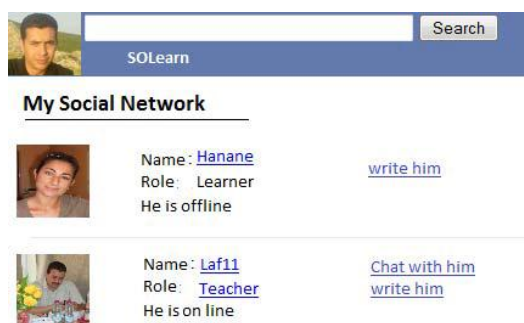 Search
SOLearn
My Social Network
Name: Hanane
write him
Role: Learner
He is offline
Name: Laf11
Chat with him
Role: Teacher
write him
He is on line